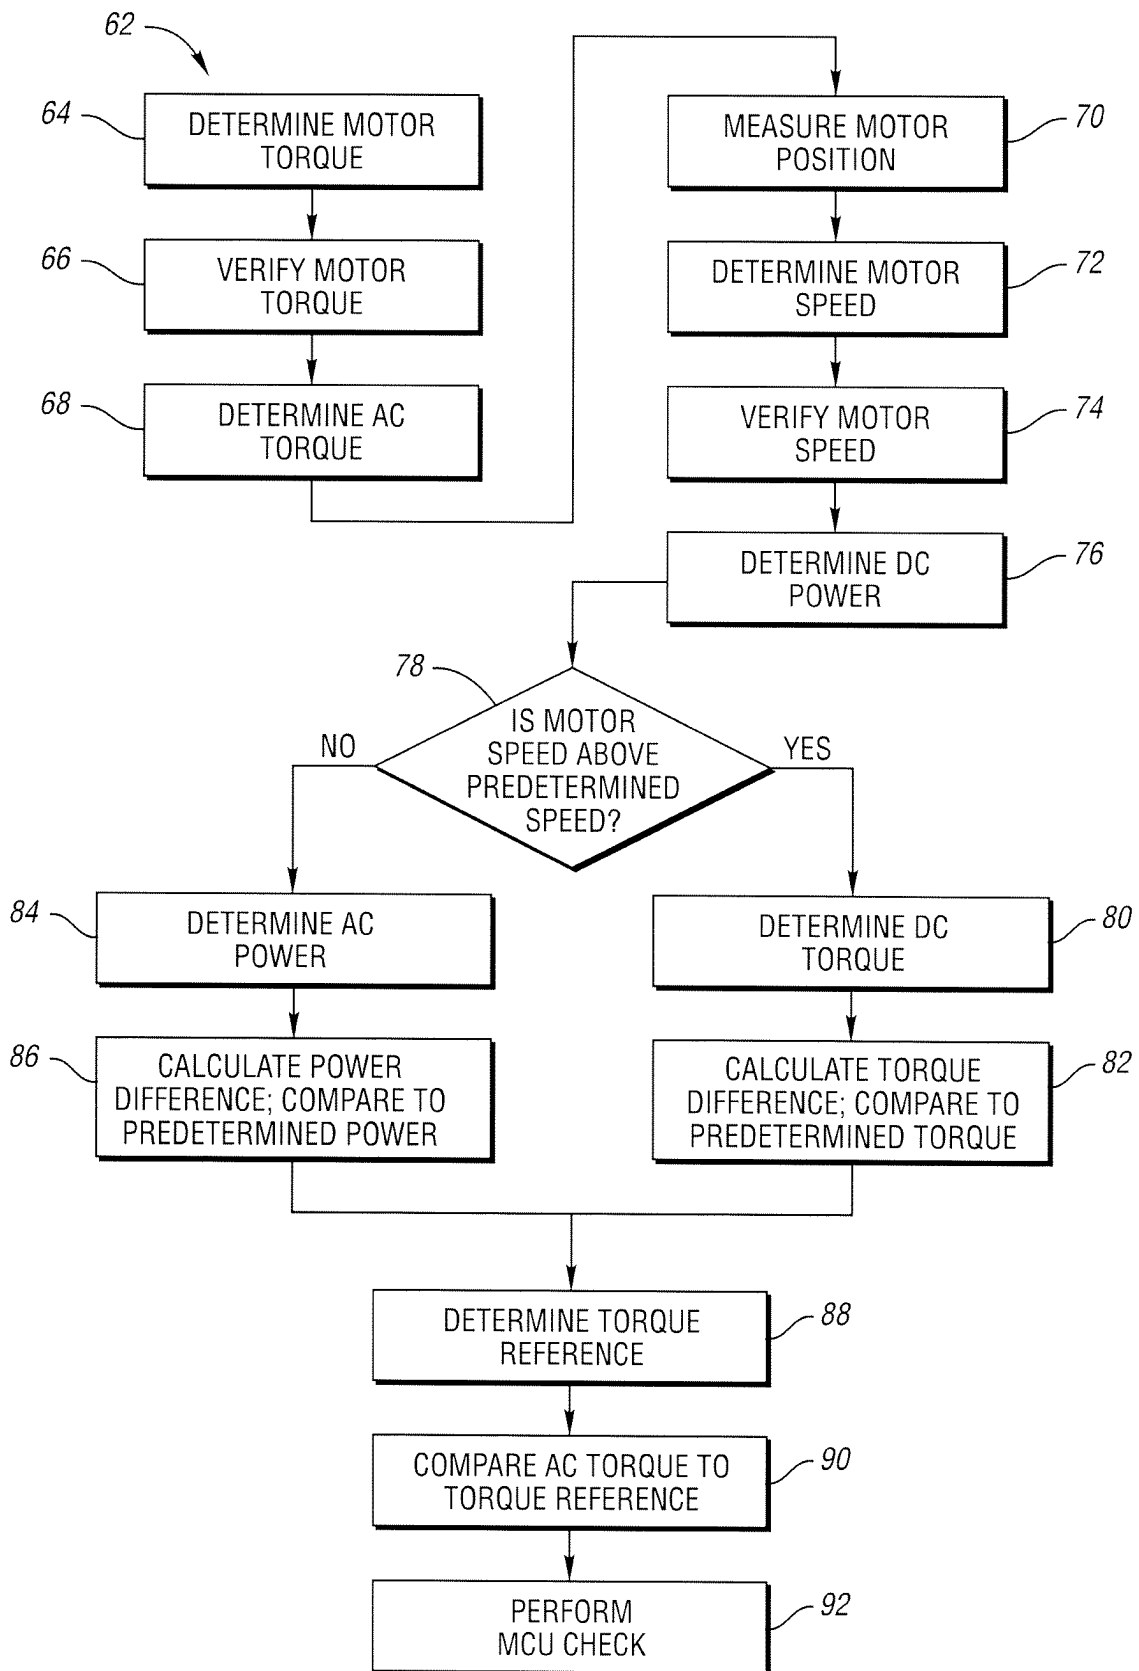 62
64
DETERMINE MOTOR
TORQUE
66
VERIFY MOTOR
TORQUE
68
DETERMINE AC
TORQUE
70
MEASURE MOTOR
POSITION
72
DETERMINE MOTOR
SPEED
74
VERIFY MOTOR
SPEED
76
DETERMINE DC
POWER
78
IS MOTOR
SPEED ABOVE
PREDETERMINED
SPEED?
NO
YES
84
DETERMINE AC
POWER
86
CALCULATE POWER
DIFFERENCE; COMPARE TO
PREDETERMINED POWER
80
DETERMINE DC
TORQUE
82
CALCULATE TORQUE
DIFFERENCE; COMPARE TO
PREDETERMINED TORQUE
88
DETERMINE TORQUE
REFERENCE
90
COMPARE AC TORQUE TO
TORQUE REFERENCE
92
PERFORM
MCU CHECK